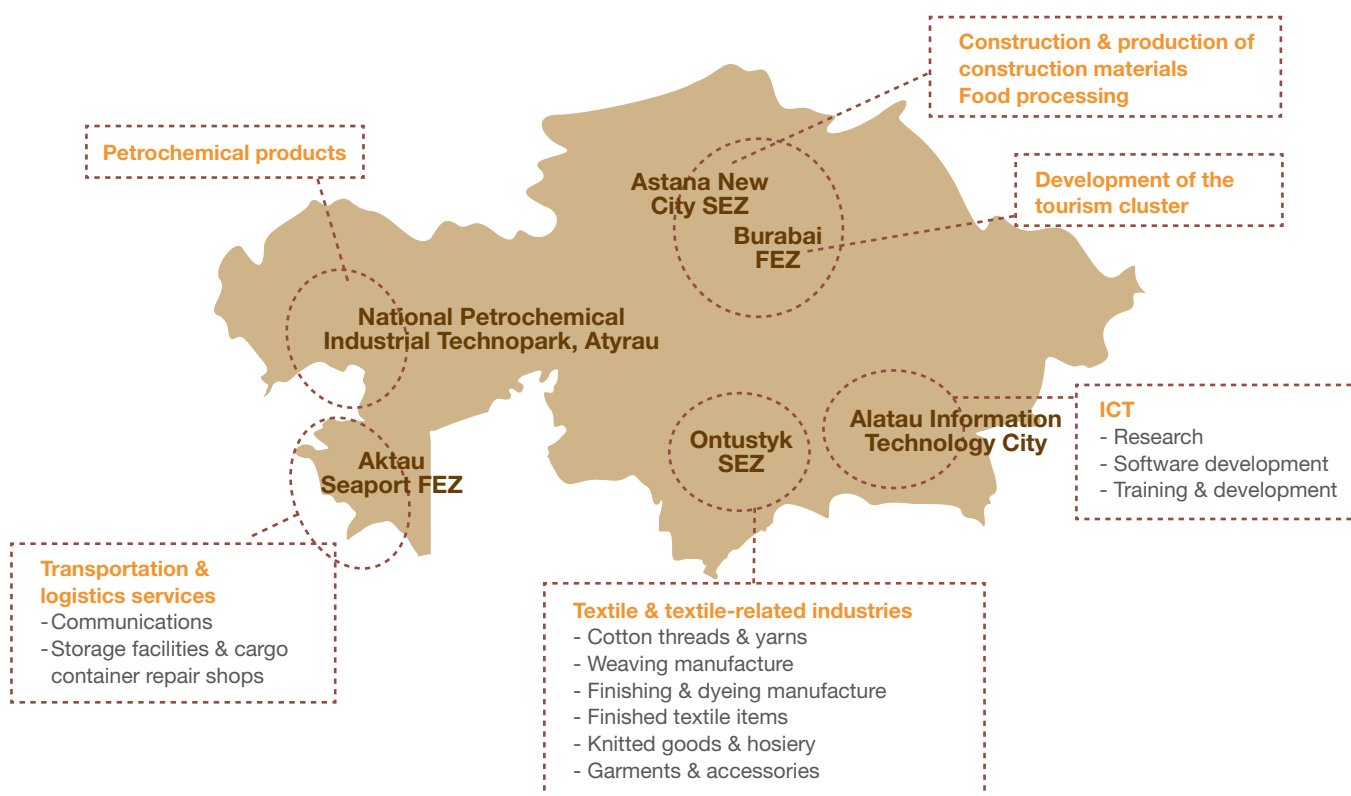 Construction & production of
construction materials
Food processing
Petrochemical products
Development of the
tourism cluster
Astana New
City SEZ
Burabai
FEZ
National Petrochemical
Industrial Technopark, Atyrau
Alatau Information
Technology City
ICT
- Research
- Software development
- Training & development
Ontustyk
SEZ
Aktau
Seaport FEZ
Transportation &
logistics services
- Communications
- Storage facilities & cargo
container repair shops
Textile & textile-related industries
- Cotton threads & yarns
- Weaving manufacture
- Finishing & dyeing manufacture
- Finished textile items
- Knitted goods & hosiery
- Garments & accessories